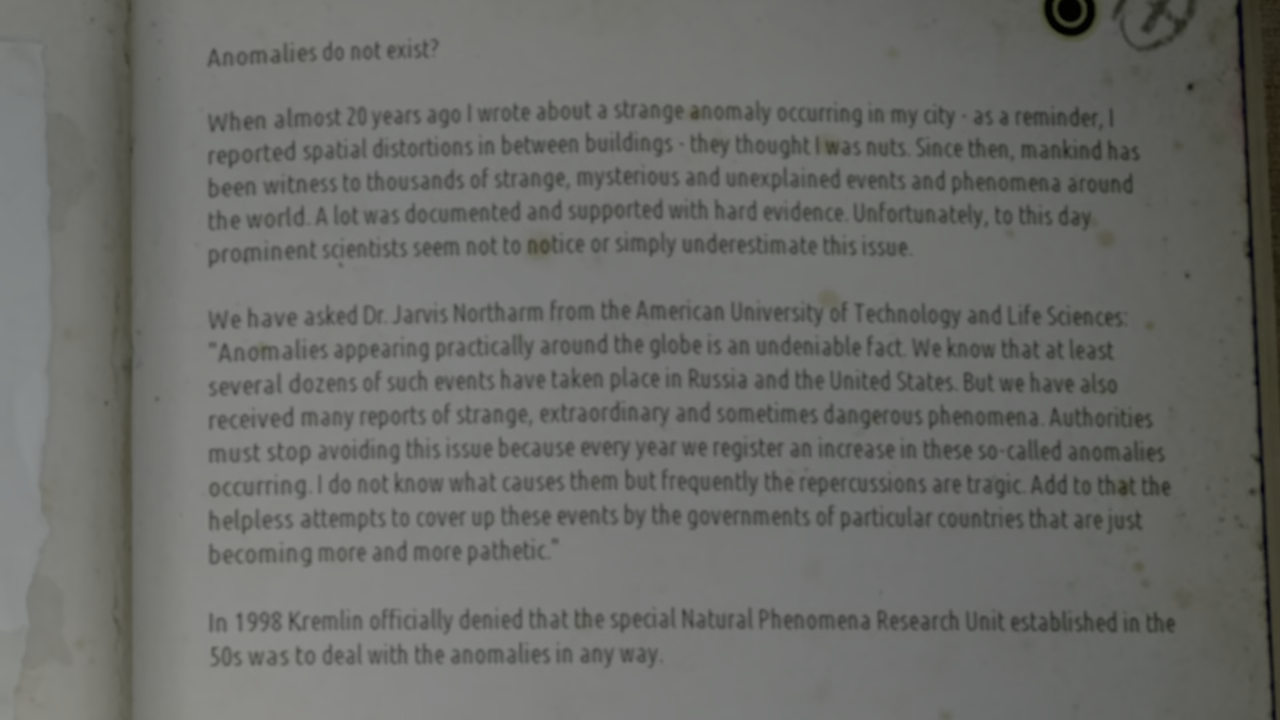 Anomalies do not exist?
When almost 20 years ago I wrote about a strange anomaly occurring in my city - as a reminder, I
reported spatial distortions in between buildings - they thought I was nuts. Since then, mankind has
been witness to thousands of strange, mysterious and unexplained events and phenomena around
the world. A lot was documented and supported with hard evidence. Unfortunately, to this day
prominent scientists seem not to notice or simply underestimate this issue.
We have asked Dr. Jarvis Northarm from the American University of Technology and Life Sciences:
"Anomalies appearing practically around the globe is an undeniable fact. We know that at least
several dozens of such events have taken place in Russia and the United States. But we have also
received many reports of strange, extraordinary and sometimes dangerous phenomena. Authorities
must stop avoiding this issue because every year we register an increase in these so-called anomalies
occurring. I do not know what causes them but frequently the repercussions are tragic. Add to that the
helpless attempts to cover up these events by the governments of particular countries that are just
becoming more and more pathetic."
In 1998 Kremlin officially denied that the special Natural Phenomena Research Unit established in the
50s was to deal with the anomalies in any way.